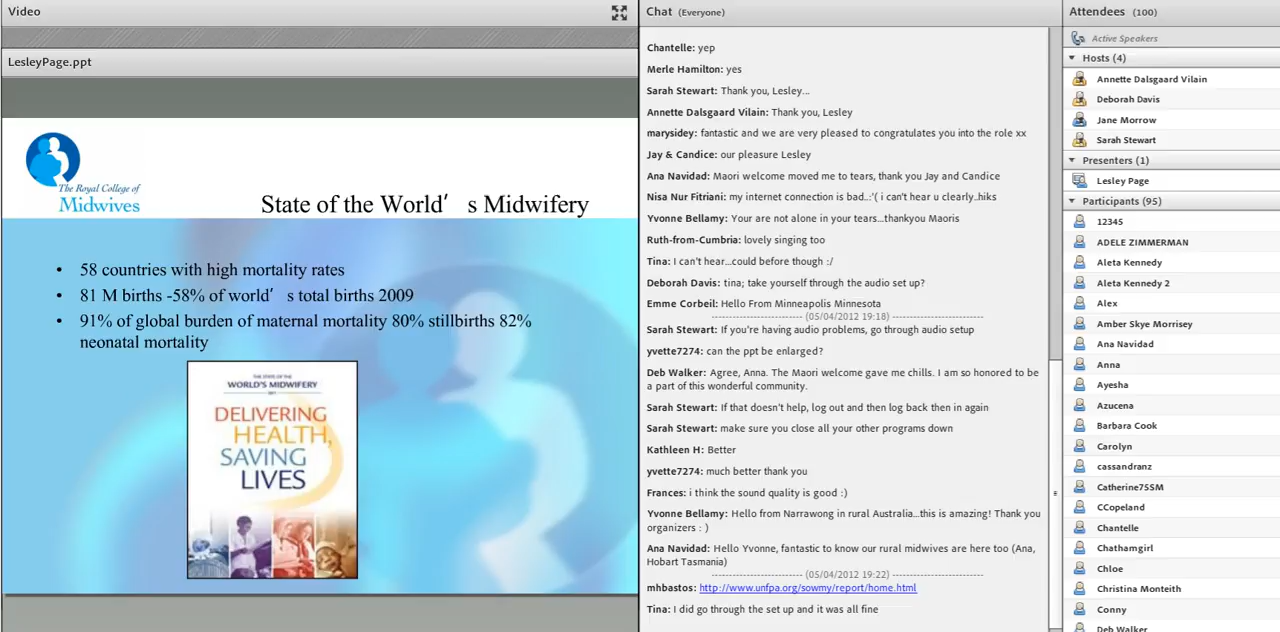 Video
LesleyPage.ppt
The Royal College of
Midwives
State of the World's Midwifery
• 58 countries with high mortality rates
• 81 M births -58% of world's total births 2009
• 91% of global burden of maternal mortality 80% stillbirths 82%
neonatal mortality
THE STATE OF THE
WORLD'S MIDWIFERY
DELIVERING
HEALTH,
SAVING
LIVES
Chat (Everyone)
Chantelle: yep
Merle Hamilton: yes
Sarah Stewart: Thank you, Lesley...
Annette Dalsgaard Vilain: Thank you, Lesley
marysidey: fantastic and we are very pleased to congratulates you into the role xx
Jay & Candice: our pleasure Lesley
Ana Navidad: Maori welcome moved me to tears, thank you Jay and Candice
Nisa Nur Fitriani: my internet connection is bad..:'( i can't hear u clearly..hiks
Yvonne Bellamy: Your are not alone in your tears...thankyou Maoris
Ruth-from-Cumbria: lovely singing too
Tina: I can't hear...could before though :/
Deborah Davis: tina; take yourself through the audio set up?
Emme Corbeil: Hello From Minneapolis Minnesota
------------------------ (05/04/2012 19:18) ------------------------
Sarah Stewart: If you're having audio problems, go through audio setup
yvette7274: can the ppt be enlarged?
Deb Walker: Agree, Anna. The Maori welcome gave me chills. I am so honored to be
a part of this wonderful community.
Sarah Stewart: If that doesn't help, log out and then log back then in again
Sarah Stewart: make sure you close all your other programs down
Kathleen H: Better
yvette7274: much better thank you
Frances: i think the sound quality is good :)
Yvonne Bellamy: Hello from Narrawong in rural Australia...this is amazing! Thank you
organizers : )
Ana Navidad: Hello Yvonne, fantastic to know our rural midwives are here too (Ana,
Hobart Tasmania)
------------------------ (05/04/2012 19:22) ------------------------
mhbastos: http://www.unfpa.org/sowmy/report/home.html
Tina: I did go through the set up and it was all fine
Attendees (100)
Active Speakers
Hosts (4)
Annette Dalsgaard Vilain
Deborah Davis
Jane Morrow
Sarah Stewart
Presenters (1)
Lesley Page
Participants (95)
12345
ADELE ZIMMERMAN
Aleta Kennedy
Aleta Kennedy 2
Alex
Amber Skye Morrisey
Ana Navidad
Anna
Ayesha
Azucena
Barbara Cook
Carolyn
cassandranz
Catherine7SSM
CCopeland
Chantelle
Chathamgirl
Chloe
Christina Monteith
Conny
Deb Walker